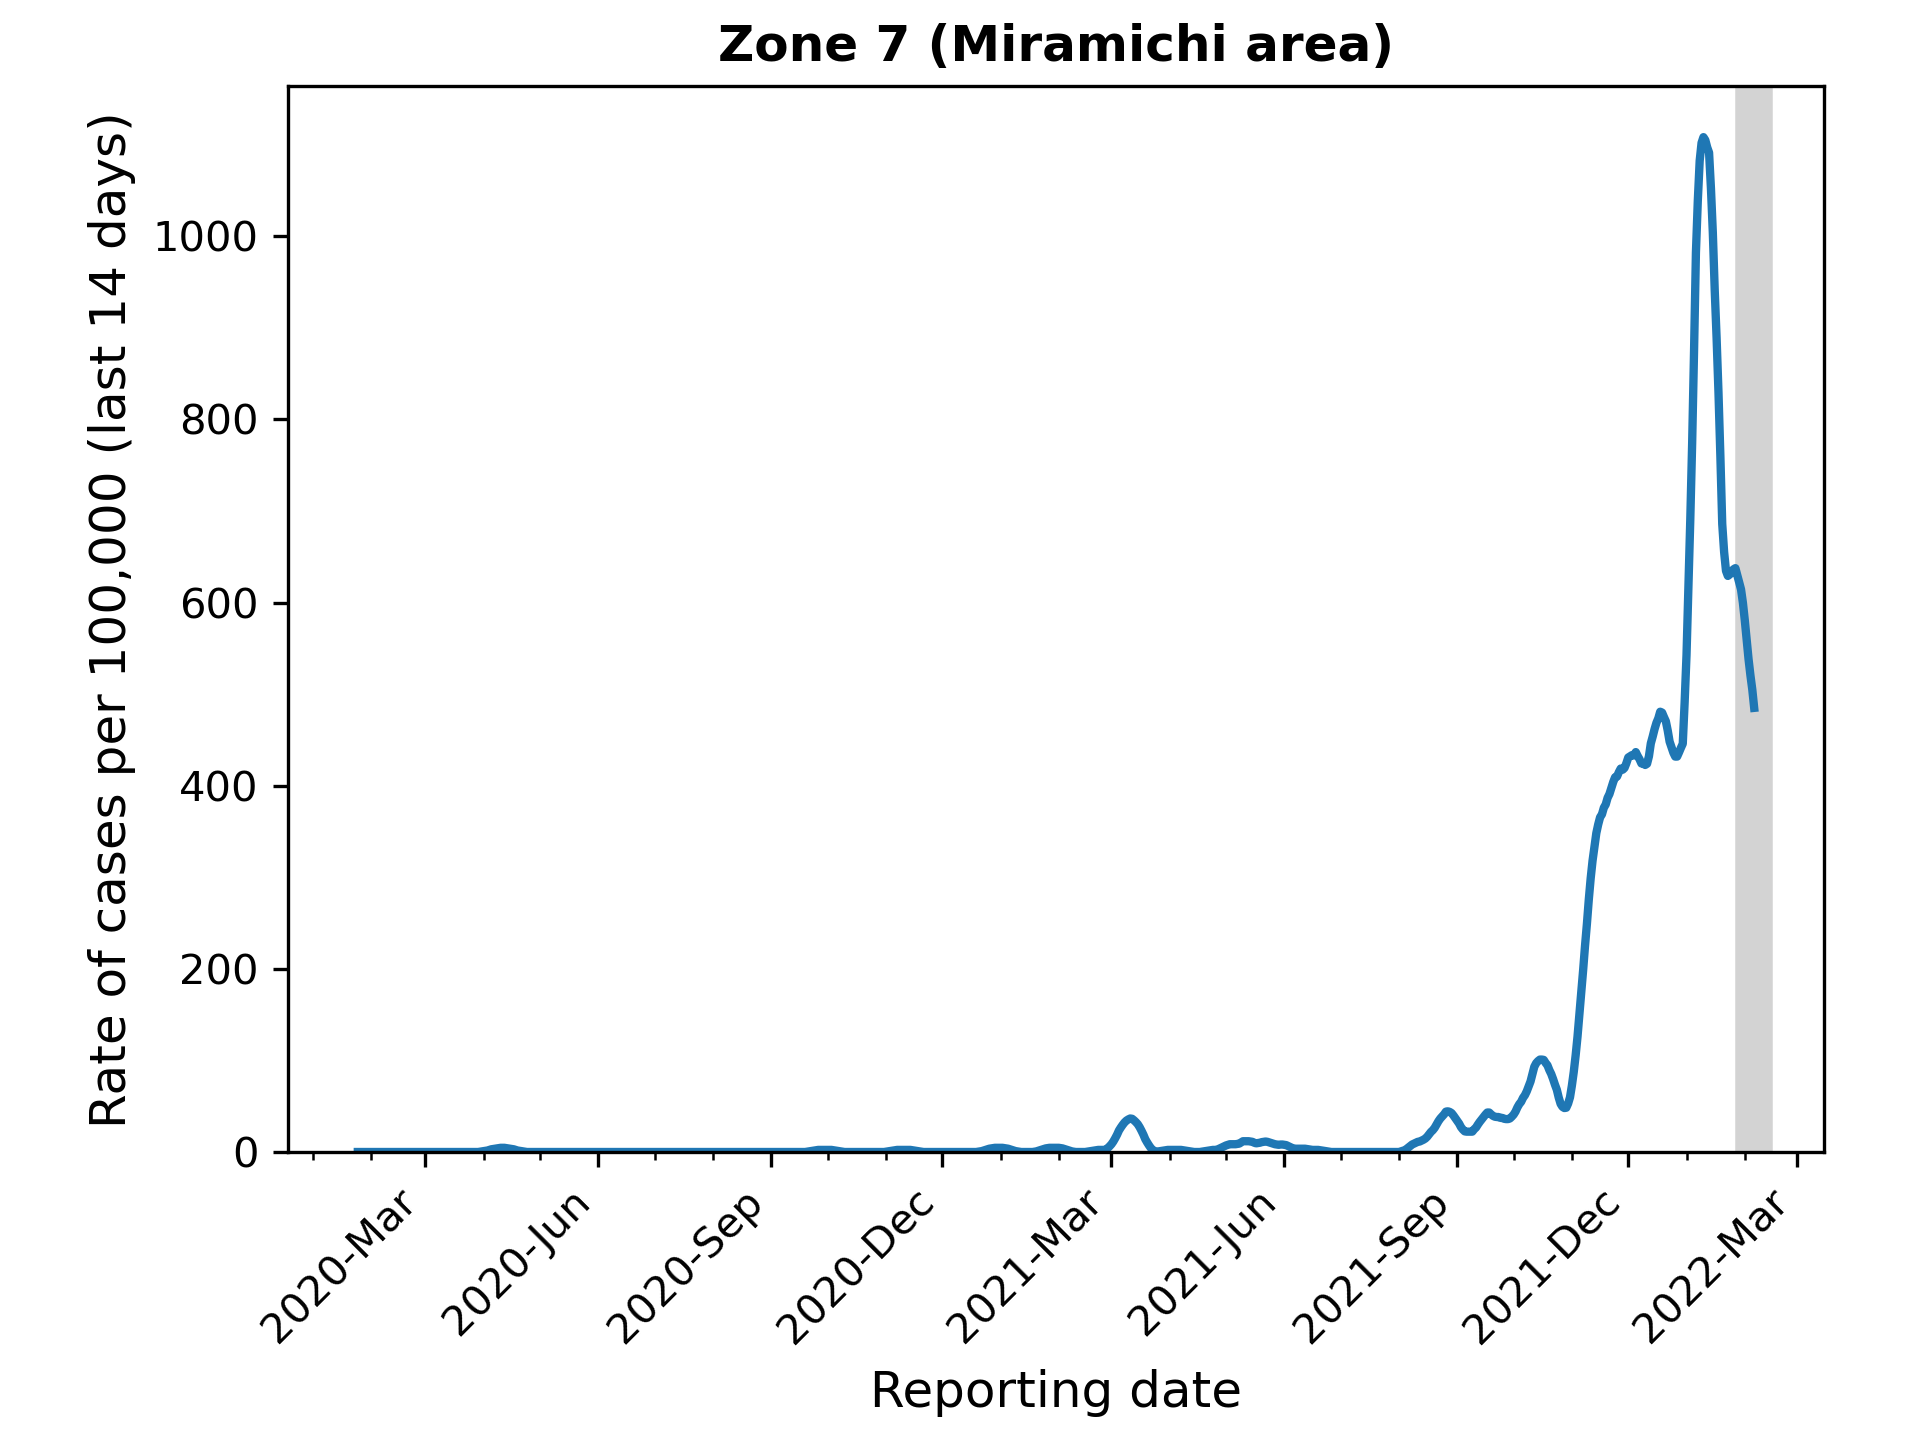 Zone 7 (Miramichi area)
Rate of cases per 100,000 (last 14 days)
1000
800
600
400
200
0
2020-Mar
2020-Jun
2020-Sep
2020-Dec
2021-Mar
2021-Jun
2021-Sep
2021-Dec
2022-Mar
Reporting date